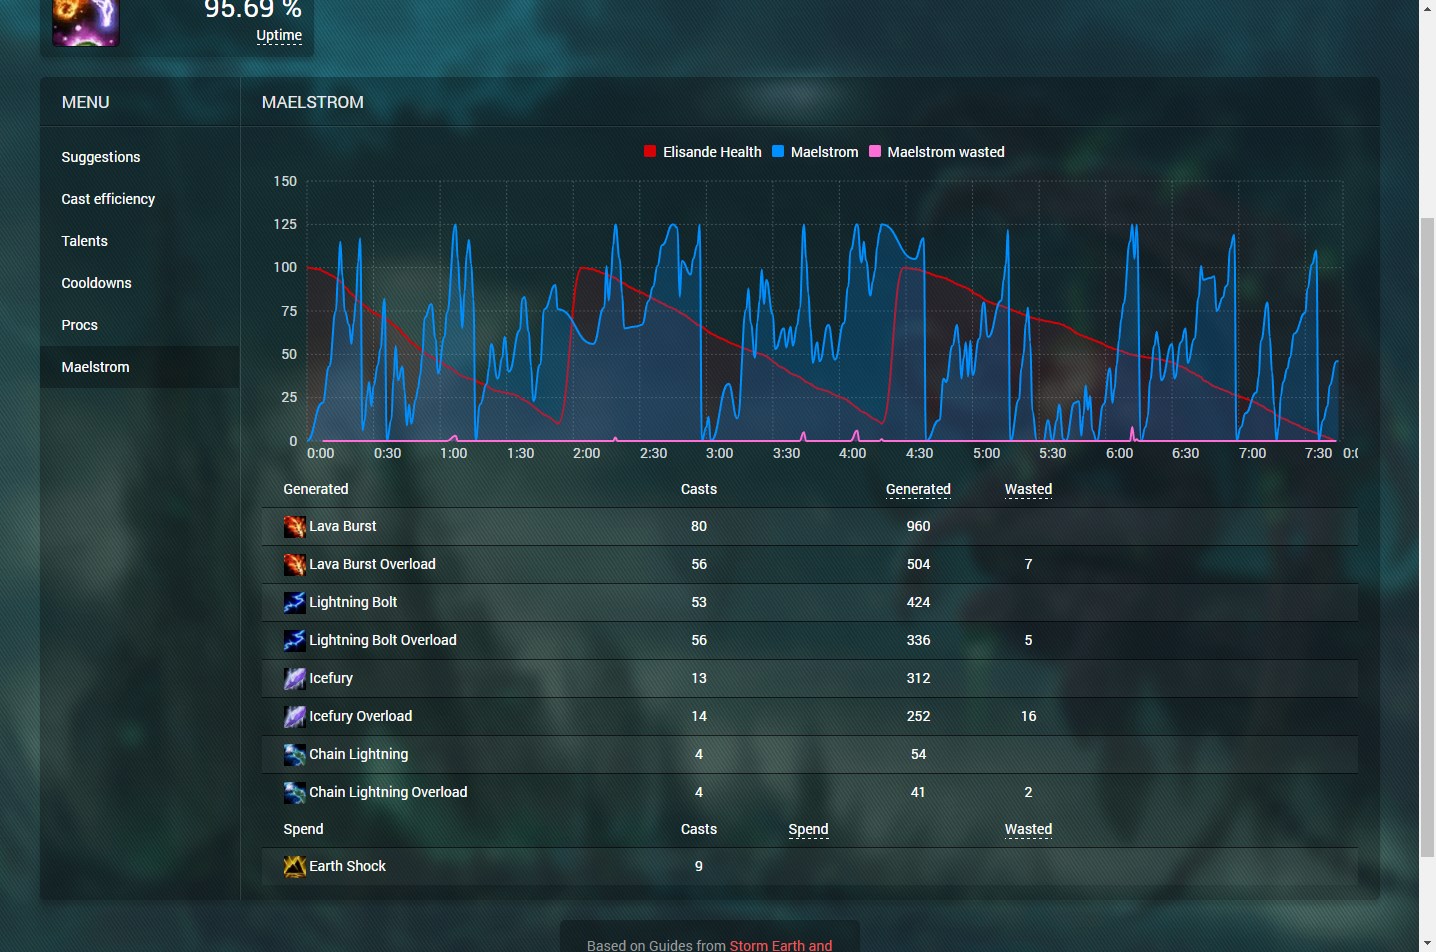 95.69 %
Uptime
MENU
MAELSTROM
Suggestions
Cast efficiency
Talents
Cooldowns
Procs
Maelstrom
Elisande Health Maelstrom Maelstrom wasted
150
125
100
75
50
25
0
0:00 0:30 1:00 1:30 2:00 2:30 3:00 3:30 4:00 4:30 5:00 5:30 6:00 6:30 7:00 7:30
Generated Casts Generated Wasted
Lava Burst 80 960
Lava Burst Overload 56 504 7
Lightning Bolt 53 424
Lightning Bolt Overload 56 336 5
Icefury 13 312
Icefury Overload 14 252 16
Chain Lightning 4 54
Chain Lightning Overload 4 41 2
Spend Casts Spend Wasted
Earth Shock 9
Based on Guides from Storm Earth and